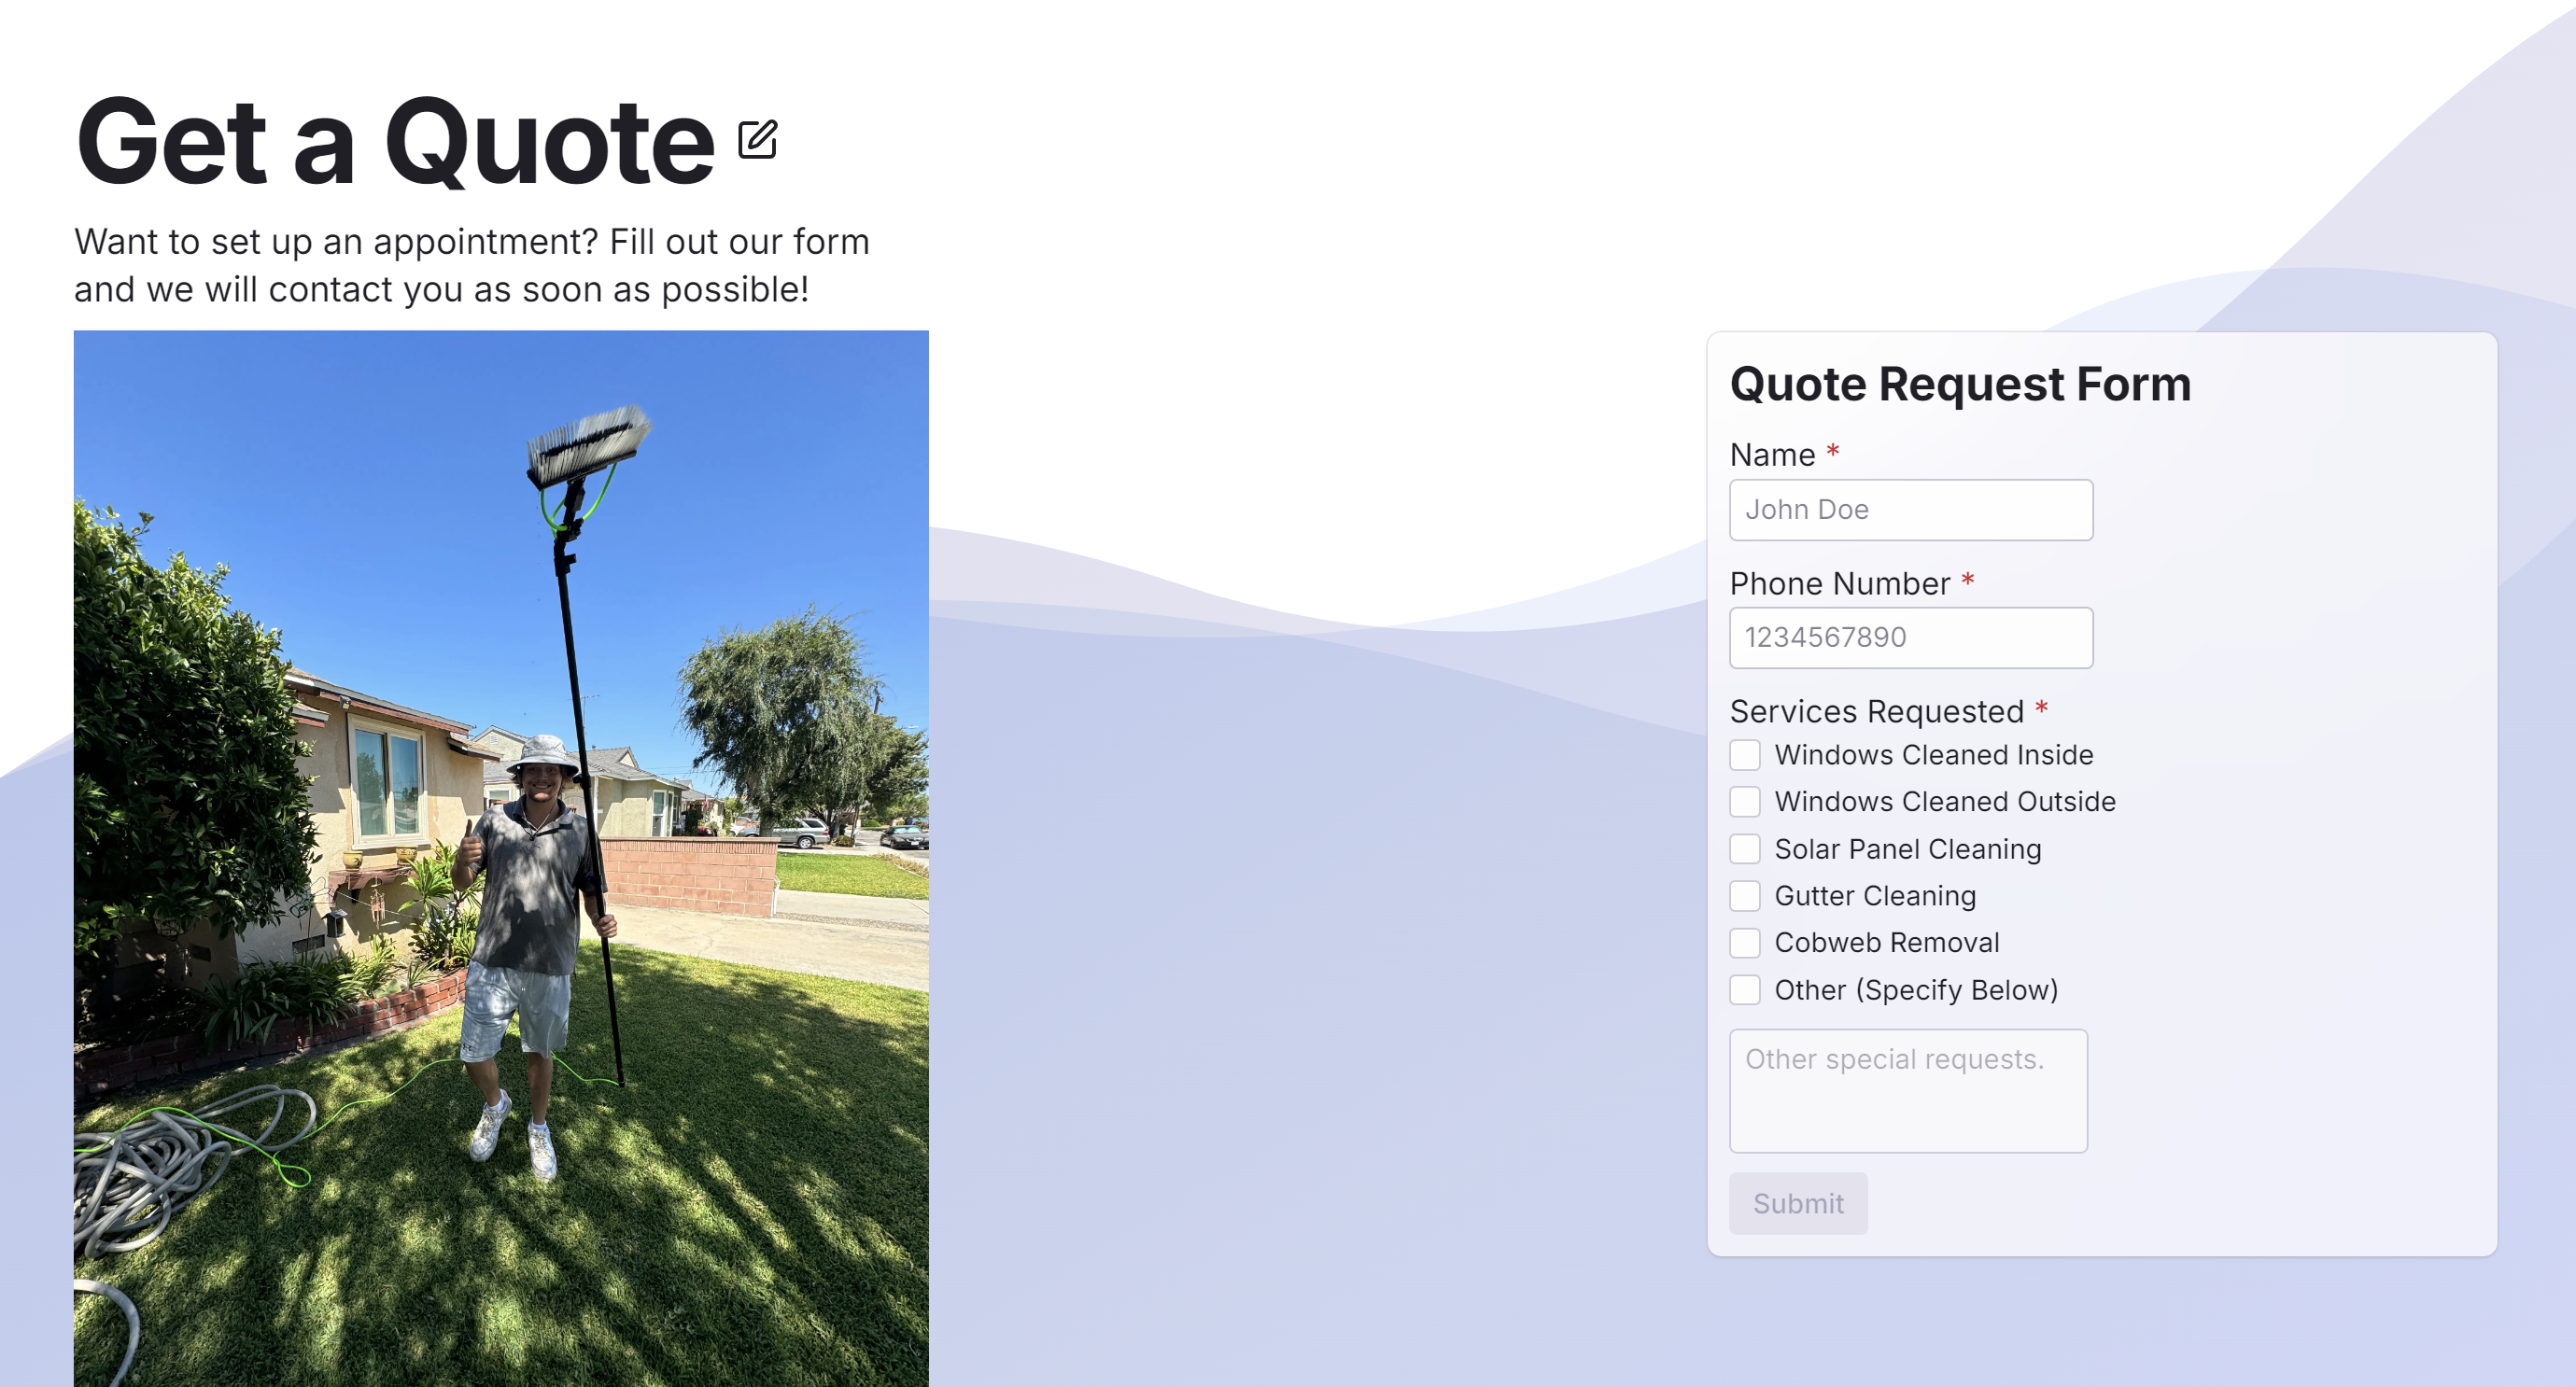 Get a Quote
Want to set up an appointment? Fill out our form
and we will contact you as soon as possible!
Quote Request Form
Name *
John Doe
Phone Number *
1234567890
Services Requested *
Windows Cleaned Inside
Windows Cleaned Outside
Solar Panel Cleaning
Gutter Cleaning
Cobweb Removal
Other (Specify Below)
Other special requests.
Submit